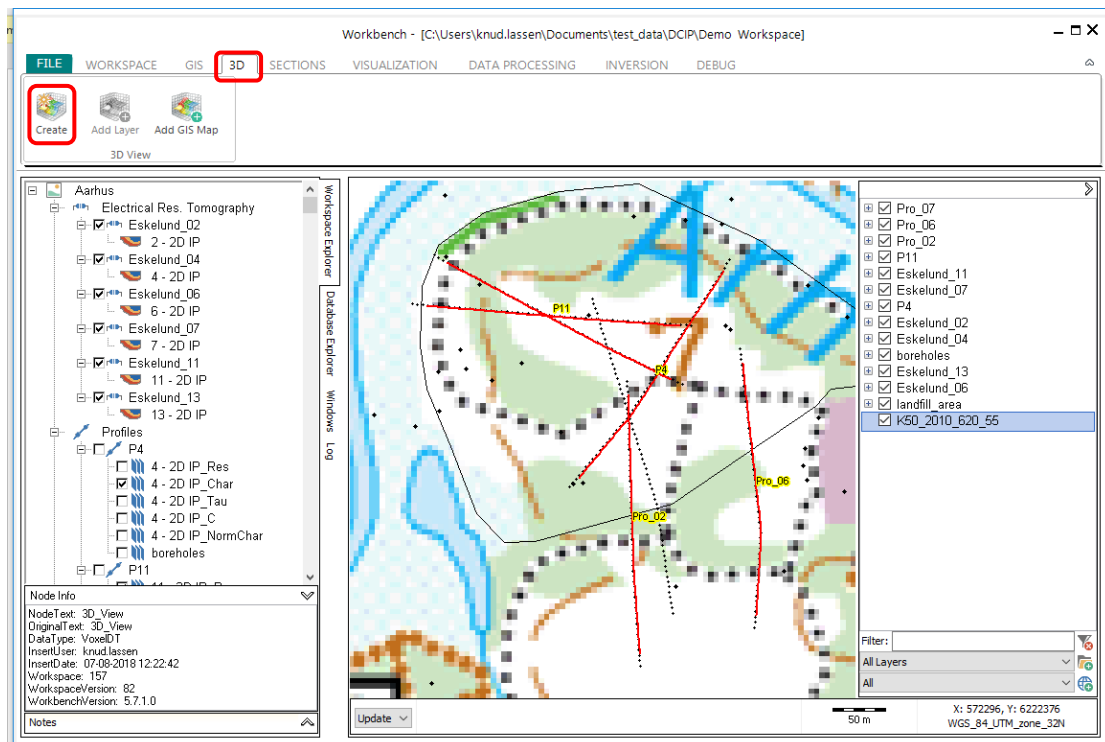 Workbench - [C:\Users\knud.lassen\Documents\test_data\DCIP\Demo Workspace]
FILE WORKSPACE GIS 3D SECTIONS VISUALIZATION DATA PROCESSING INVERSION DEBUG
Create Add Layer Add GIS Map
3D View
Aarhus
Electrical Res. Tomography
Eskelund_02
2 - 2D IP
Eskelund_04
4 - 2D IP
Eskelund_06
6 - 2D IP
Eskelund_07
7 - 2D IP
Eskelund_11
11 - 2D IP
Eskelund_13
13 - 2D IP
Profiles
P4
4 - 2D IP_Res
4 - 2D IP_Char
4 - 2D IP_Tau
4 - 2D IP_C
4 - 2D IP_NormChar
boreholes
P11
Workspace Explorer
Database Explorer
Windows
Log
Node Info
NodeText: 3D_View
OriginalText: 3D_View
DataType: VoxelDT
InsertUser: knud.lassen
InsertDate: 07-08-2018 12:22:42
Workspace: 157
WorkspaceVersion: 82
WorkbenchVersion: 5.7.1.0
Notes
P11
P4
Pro_06
Pro_02
Update
50 m
X: 572296, Y: 6222376
WGS_84_UTM_zone_32N
Pro_07
Pro_06
Pro_02
P11
Eskelund_11
Eskelund_07
P4
Eskelund_02
Eskelund_04
boreholes
Eskelund_13
Eskelund_06
landfill_area
K50_2010_620_55
Filter:
All Layers
All